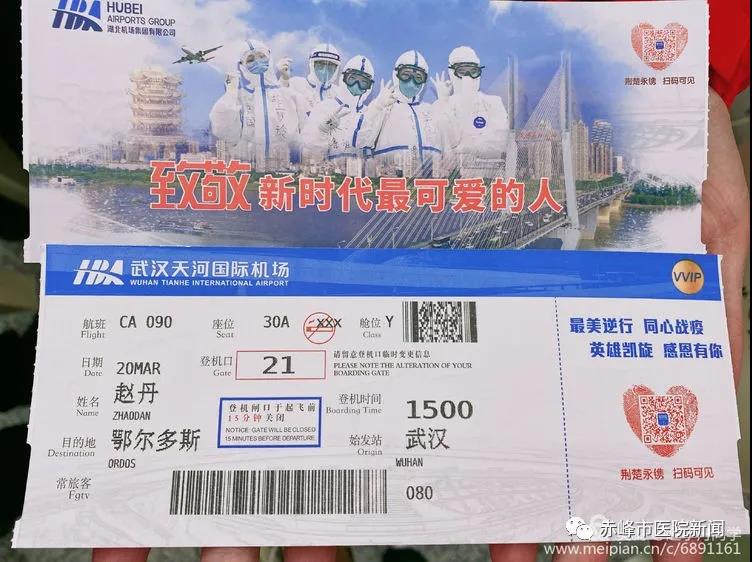 HBA HUBEI
AIRPORTS GROUP
湖北机场集团有限公司
荆楚永镌 扫码可见
致敬 新时代最可爱的人
HBA 武汉天河国际机场
WUHAN TIANHE INTERNATIONAL AIRPORT
VVIP
航班 CA 090 座位 30A XXX 舱位 Y
Flight Seat Class
日期 20MAR 登机口 21 请留意登机口临时变更信息
Date Gate PLEASE NOTE THE ALTERATION OF YOUR
BOARDING GATE
姓名 赵丹 登机闸口于起飞前 登机时间 1500
Name ZHAODAN 15分钟关闭 Boarding Time
NOTICE: GATE WILL BE CLOSED
15 MINUTES BEFORE DEPARTURE
目的地 鄂尔多斯 始发站 武汉
Destination ORDOS Origin WUHAN
常旅客
Fqtv 080
最美逆行 同心战疫
英雄凯旋 感恩有你
荆楚永镌 扫码可见
赤峰市医院新闻
www.meipian.cn/c/6891161